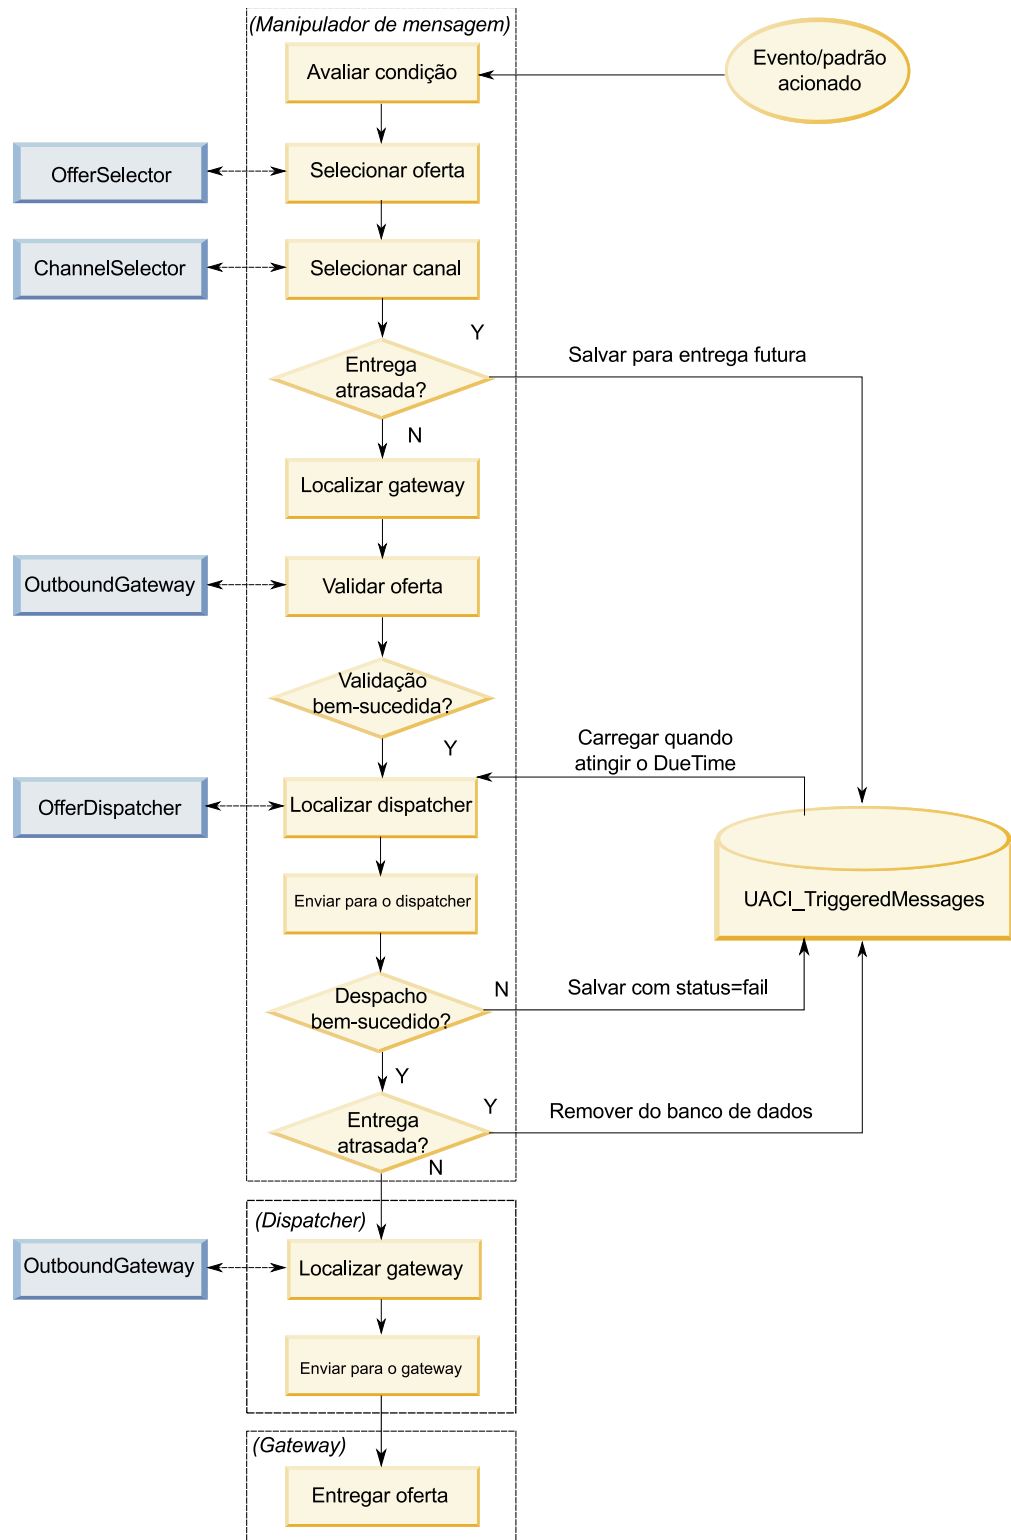 (Manipulador de mensagem)
Evento/padrão
acionado
Avaliar condição
OfferSelector
Selecionar oferta
ChannelSelector
Selecionar canal
Y
Salvar para entrega futura
Entrega
atrasada?
N
Localizar gateway
OutboundGateway
Validar oferta
Validação
bem-sucedida?
Y
Carregar quando
atingir o DueTime
OfferDispatcher
Localizar dispatcher
Enviar para o dispatcher
UACI_TriggeredMessages
Despacho
bem-sucedido?
N
Salvar com status=fail
Y
Entrega
atrasada?
Y
Remover do banco de dados
N
(Dispatcher)
OutboundGateway
Localizar gateway
Enviar para o gateway
(Gateway)
Entregar oferta